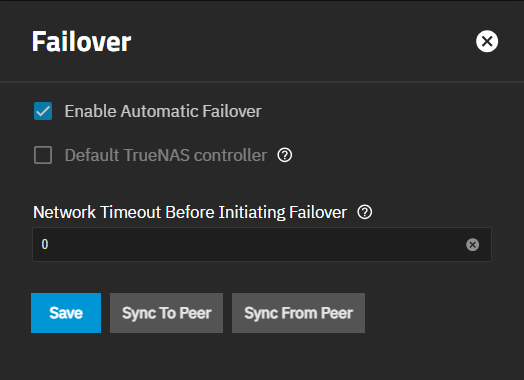 Failover
Enable Automatic Failover
Default TrueNAS controller
Network Timeout Before Initiating Failover
0
Save Sync To Peer Sync From Peer